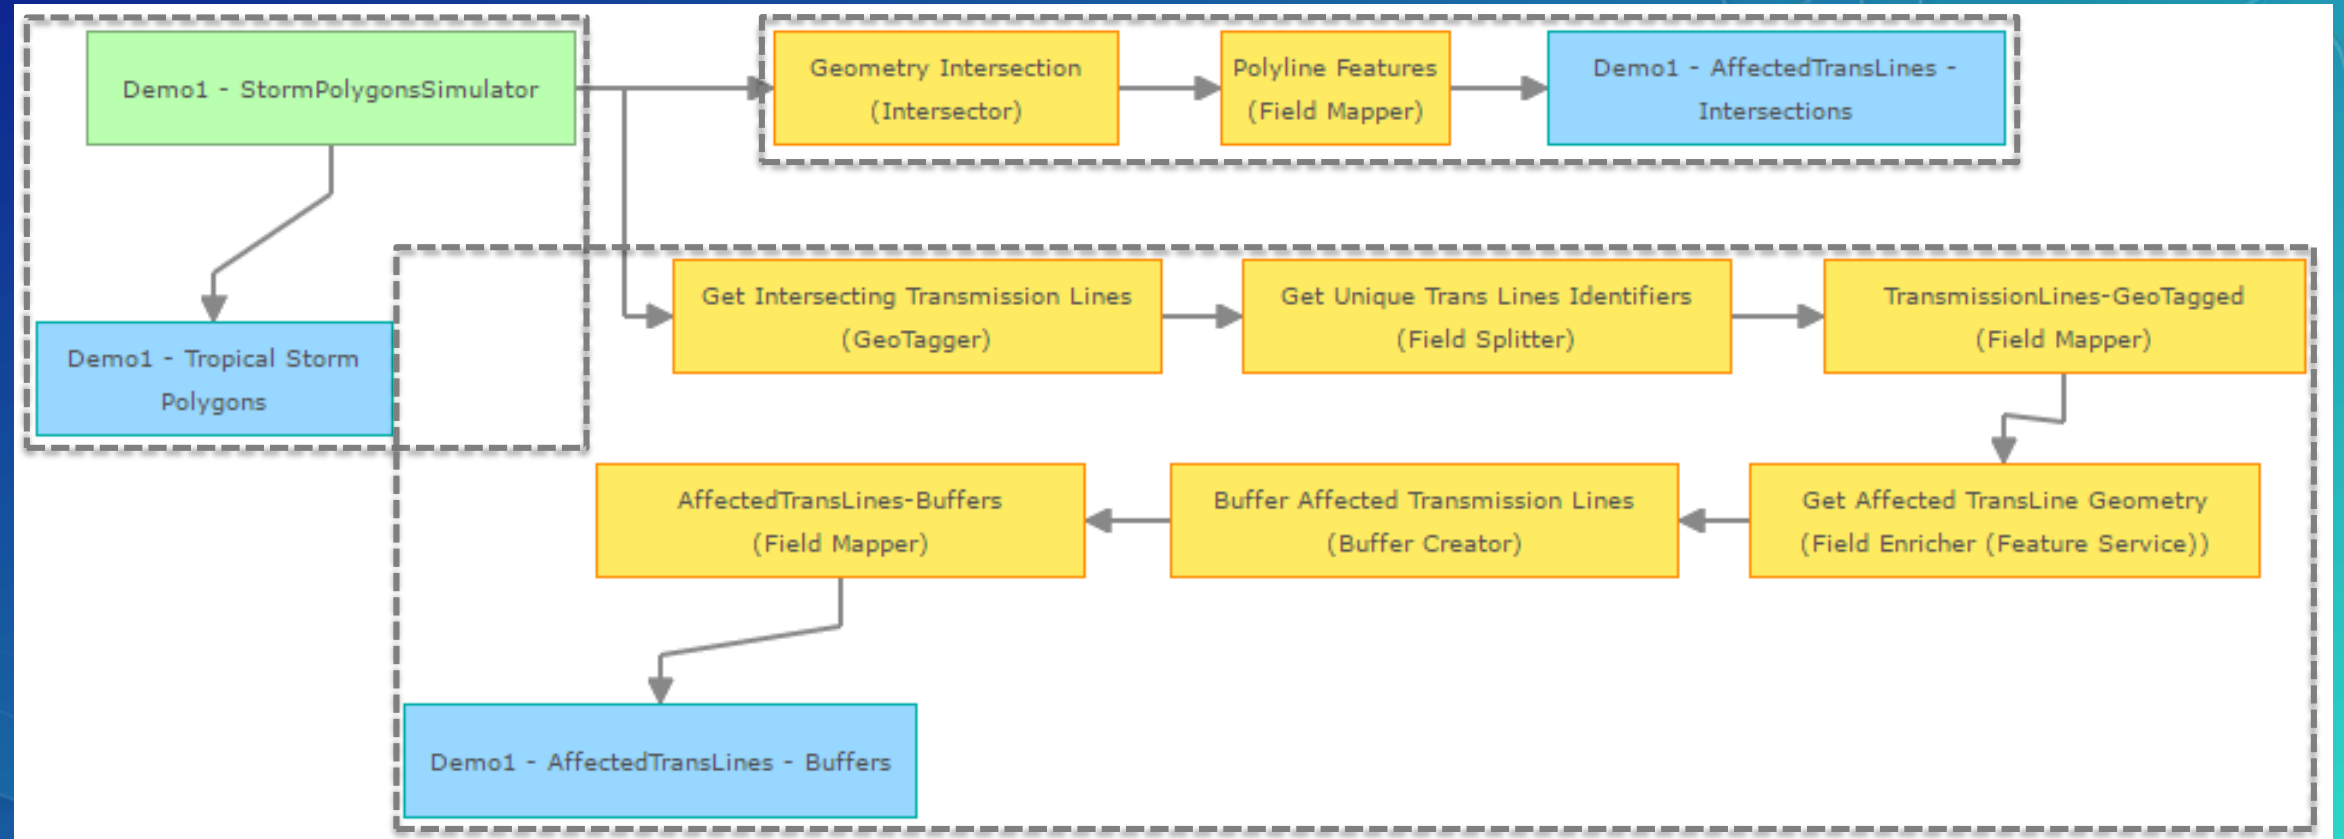 Demo1 - StormPolygonsSimulator
Geometry Intersection
(Intersector)
Polyline Features
(Field Mapper)
Demo1 - AffectedTransLines -
Intersections
Get Intersecting Transmission Lines
(GeoTagger)
Get Unique Trans Lines Identifiers
(Field Splitter)
TransmissionLines-GeoTagged
(Field Mapper)
Demo1 - Tropical Storm
Polygons
AffectedTransLines-Buffers
(Field Mapper)
Buffer Affected Transmission Lines
(Buffer Creator)
Get Affected TransLine Geometry
(Field Enricher (Feature Service))
Demo1 - AffectedTransLines - Buffers